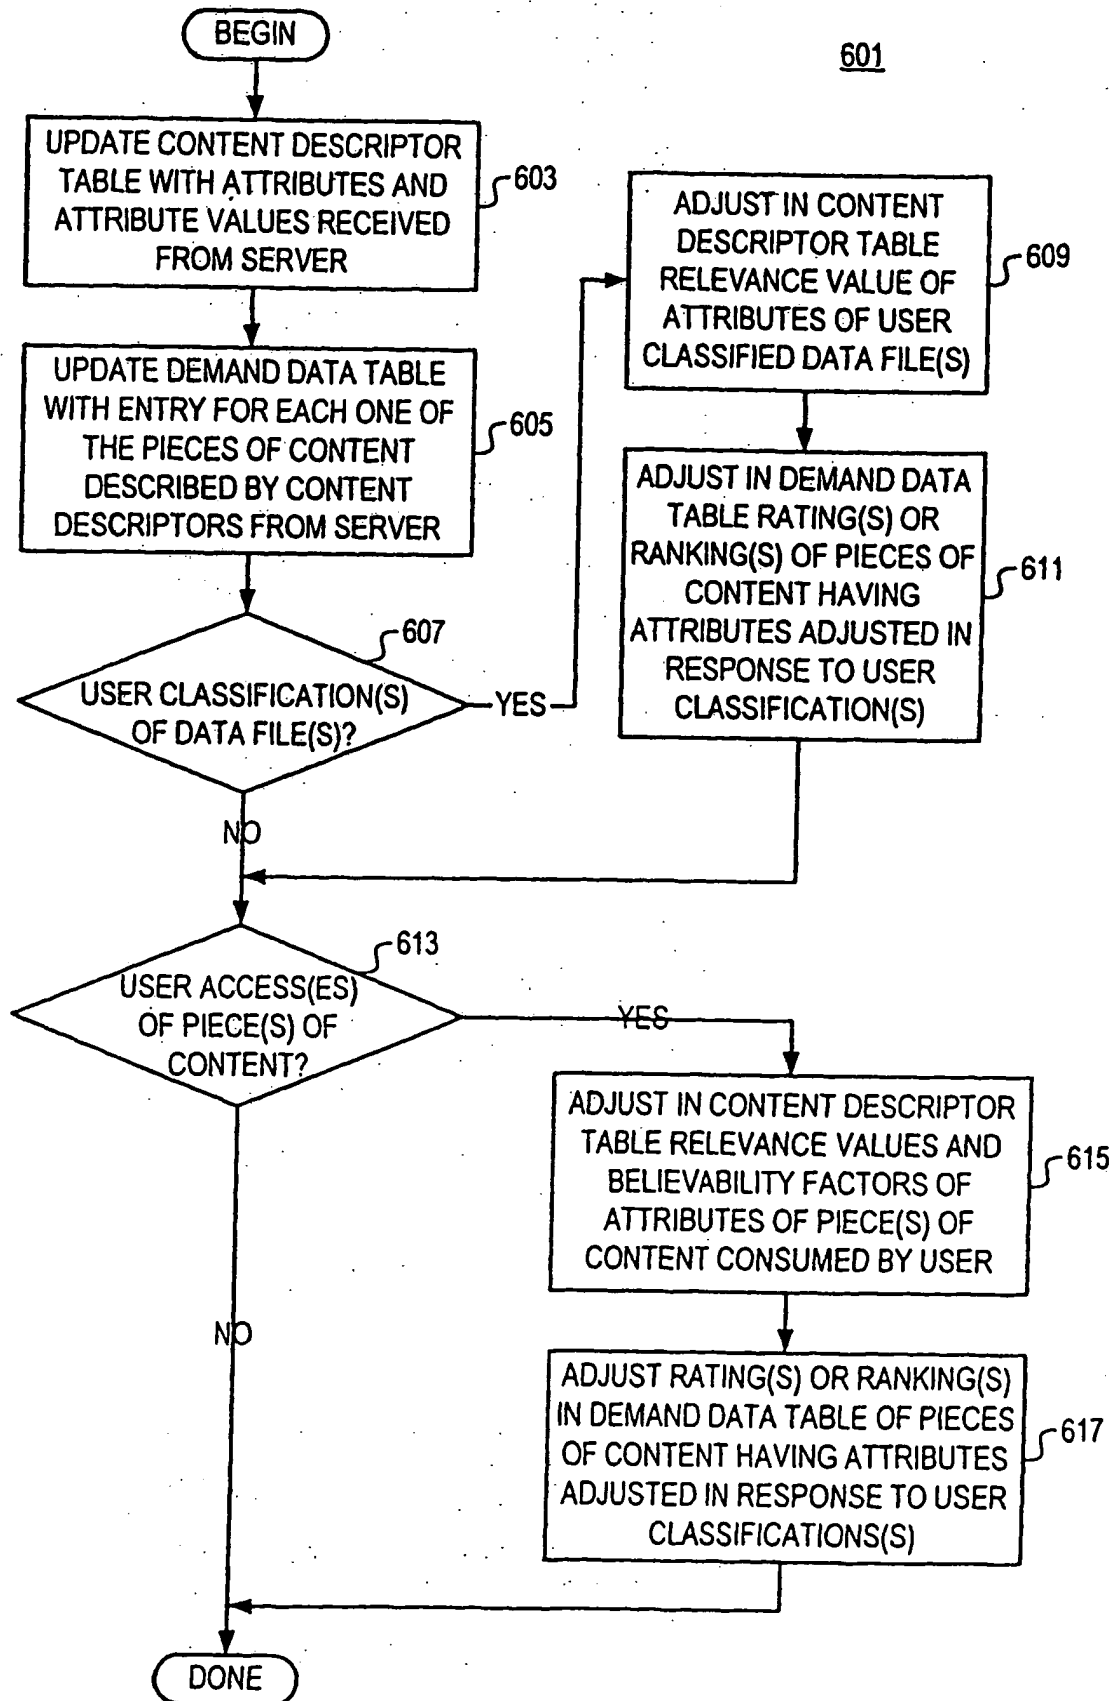 BEGIN
601
UPDATE CONTENT DESCRIPTOR
TABLE WITH ATTRIBUTES AND
ATTRIBUTE VALUES RECEIVED
FROM SERVER
603
UPDATE DEMAND DATA TABLE
WITH ENTRY FOR EACH ONE OF
THE PIECES OF CONTENT
DESCRIBED BY CONTENT
DESCRIPTORS FROM SERVER
605
607
USER CLASSIFICATION(S)
OF DATA FILE(S)?
YES
NO
ADJUST IN CONTENT
DESCRIPTOR TABLE
RELEVANCE VALUE OF
ATTRIBUTES OF USER
CLASSIFIED DATA FILE(S)
609
ADJUST IN DEMAND DATA
TABLE RATING(S) OR
RANKING(S) OF PIECES OF
CONTENT HAVING
ATTRIBUTES ADJUSTED IN
RESPONSE TO USER
CLASSIFICATION(S)
611
613
USER ACCESS(ES)
OF PIECE(S) OF
CONTENT?
YES
NO
ADJUST IN CONTENT DESCRIPTOR
TABLE RELEVANCE VALUES AND
BELIEVABILITY FACTORS OF
ATTRIBUTES OF PIECE(S) OF
CONTENT CONSUMED BY USER
615
ADJUST RATING(S) OR RANKING(S)
IN DEMAND DATA TABLE OF PIECES
OF CONTENT HAVING ATTRIBUTES
ADJUSTED IN RESPONSE TO USER
CLASSIFICATIONS(S)
617
DONE